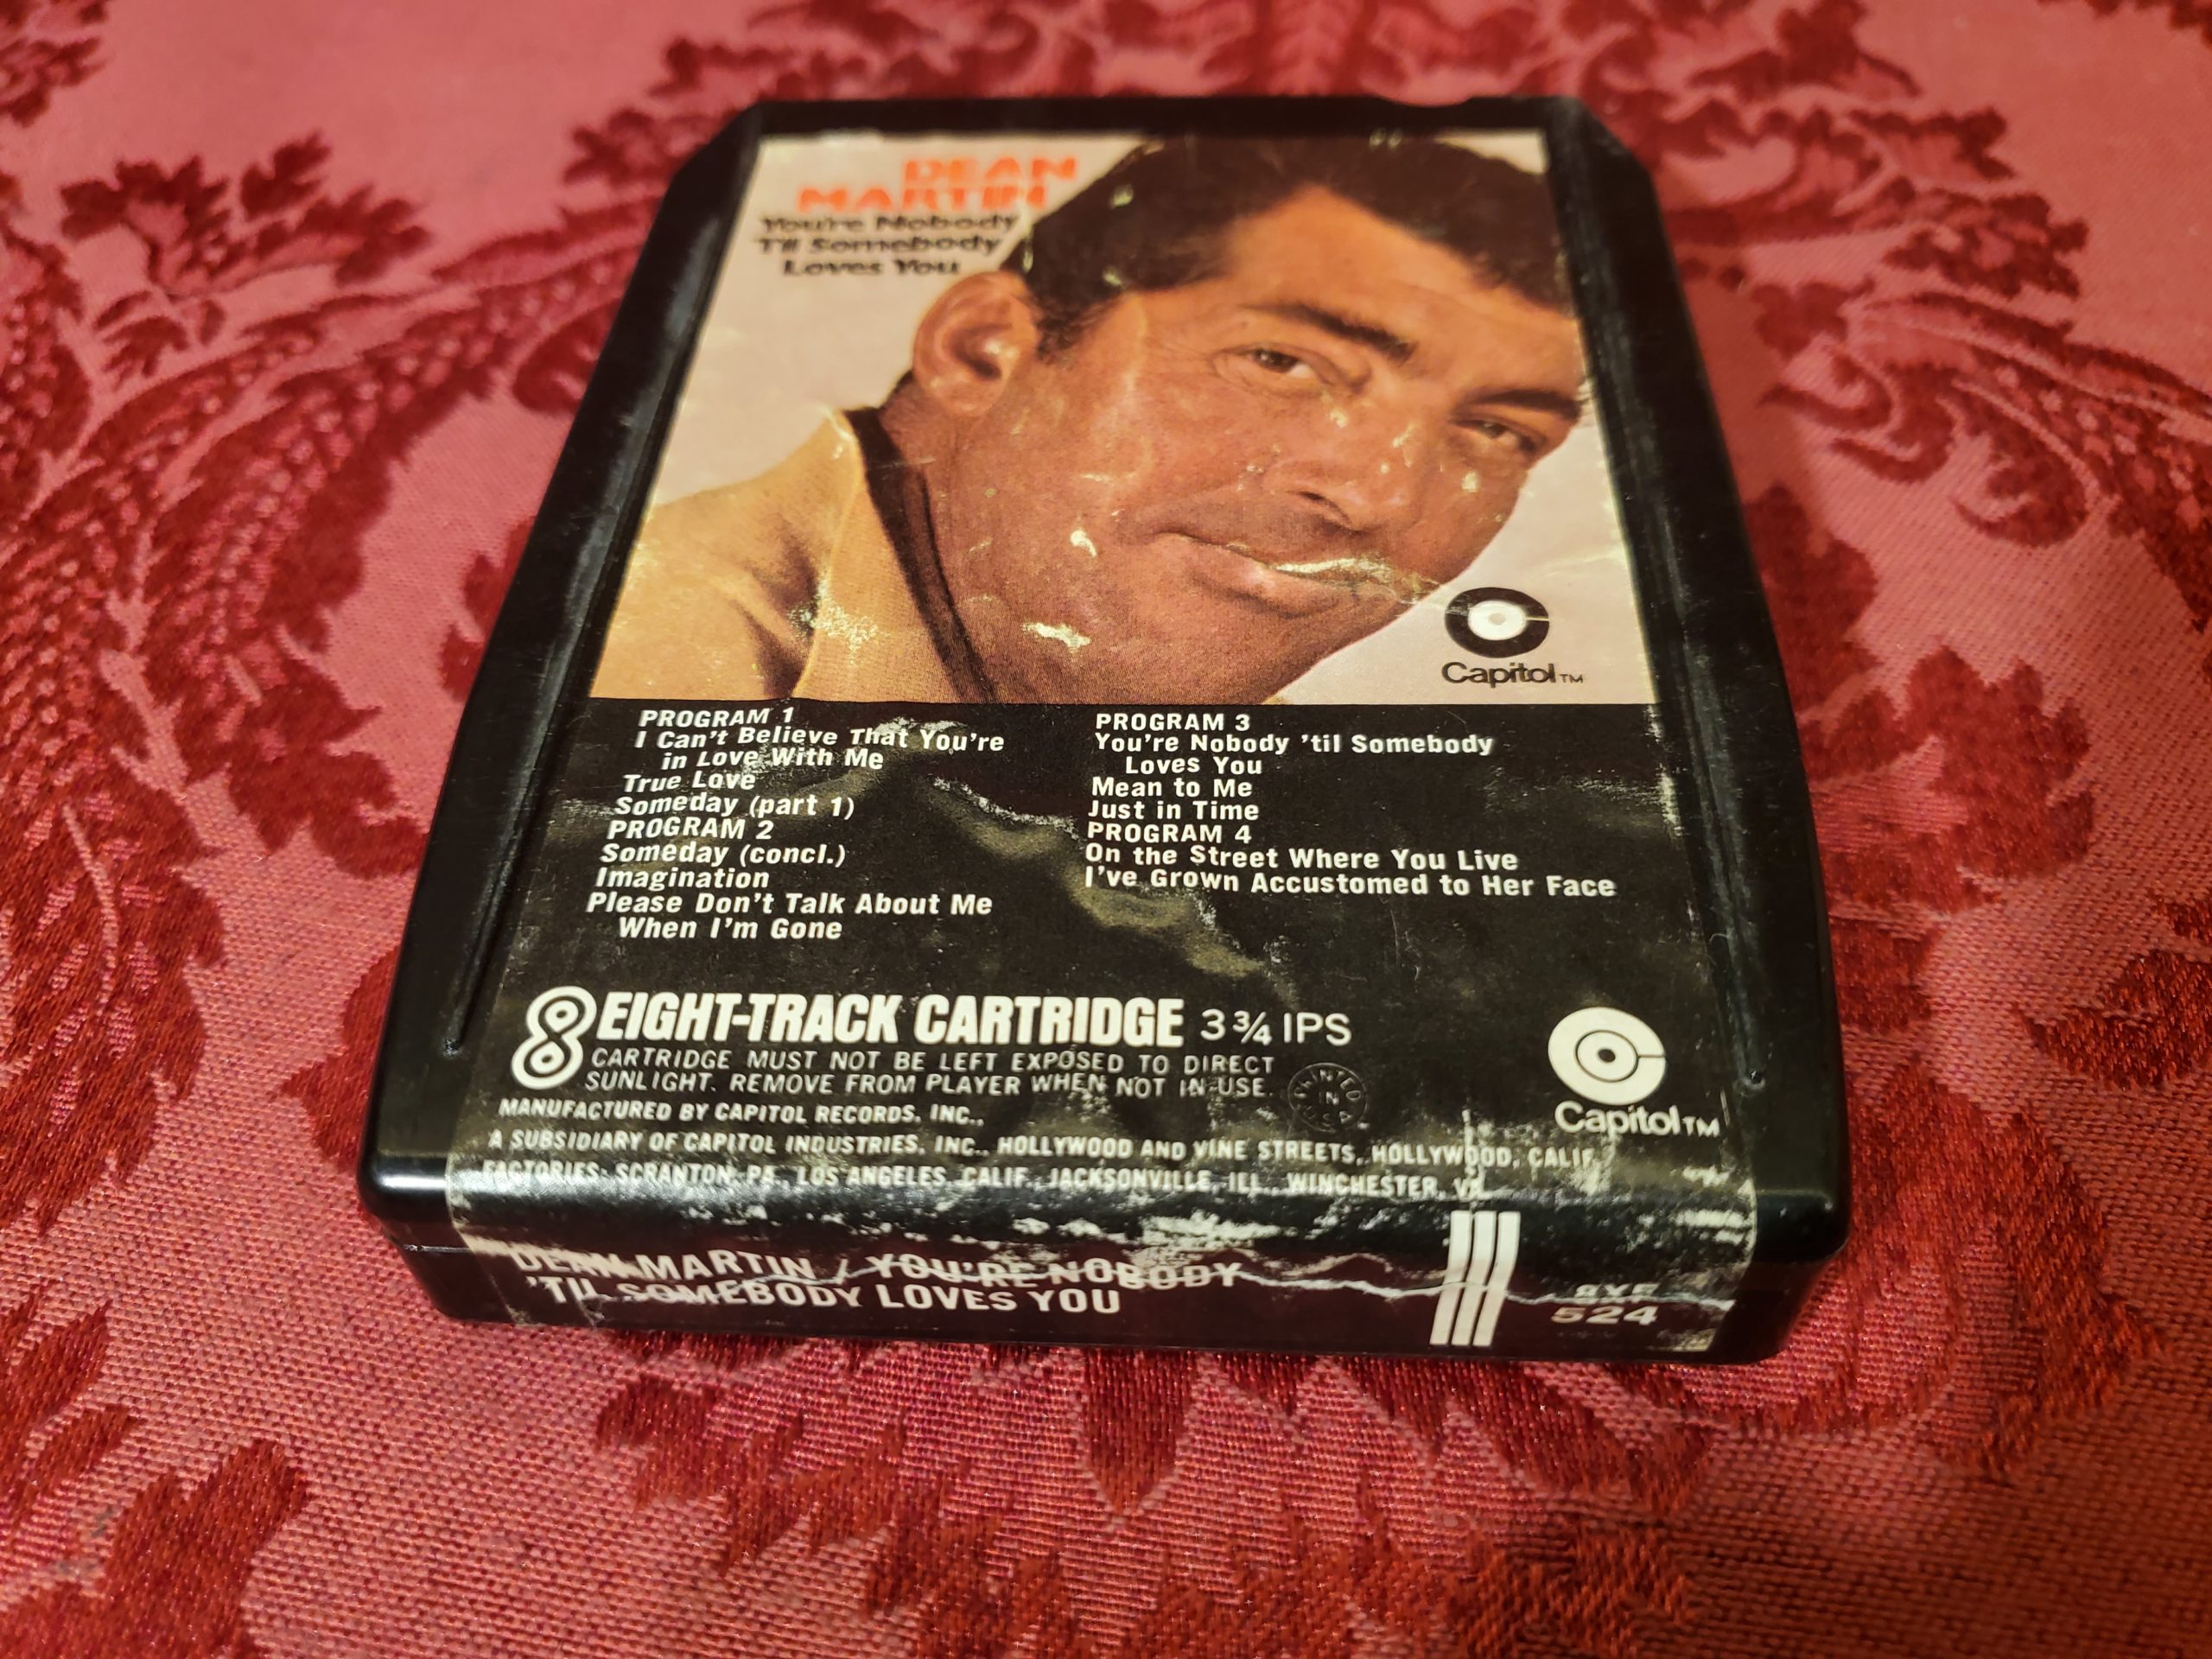 DEAN
MARTIN
You're Nobody
Til Somebody
Loves You
Capitol™
PROGRAM 1
I Can't Believe That You're
in Love With Me
True Love
Someday (part 1)
PROGRAM 2
Someday (concl.)
Imagination
Please Don't Talk About Me
When I'm Gone
PROGRAM 3
You're Nobody 'til Somebody
Loves You
Mean to Me
Just in Time
PROGRAM 4
On the Street Where You Live
I've Grown Accustomed to Her Face
8 EIGHT-TRACK CARTRIDGE 3 ¾ IPS
CARTRIDGE MUST NOT BE LEFT EXPOSED TO DIRECT
SUNLIGHT. REMOVE FROM PLAYER WHEN NOT IN USE.
PRINTED
IN
Capitol™
MANUFACTURED BY CAPITOL RECORDS, INC.,
A SUBSIDIARY OF CAPITOL INDUSTRIES, INC., HOLLYWOOD AND VINE STREETS, HOLLYWOOD, CALIF.
FACTORIES: SCRANTON, PA., LOS ANGELES, CALIF., JACKSONVILLE, ILL., WINCHESTER, VA.
DEAN MARTIN / YOU'RE NOBODY
'TIL SOMEBODY LOVES YOU
524